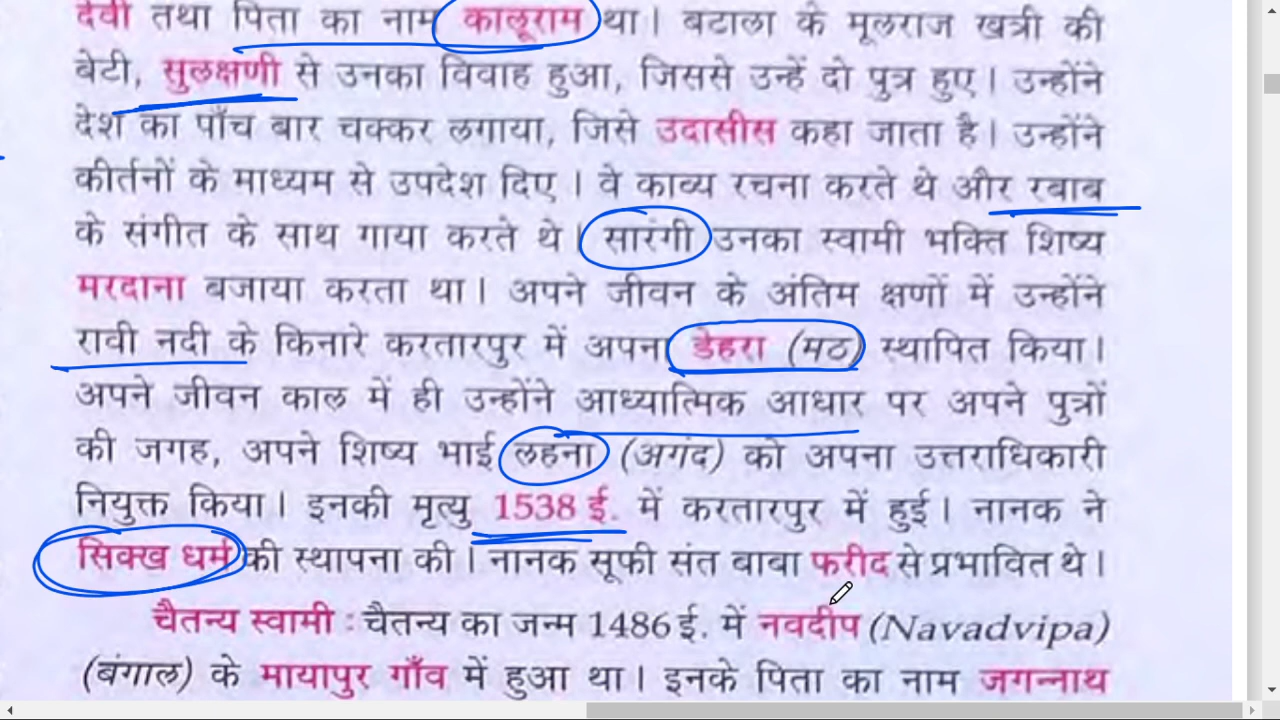 देवी तथा पिता का नाम कालूराम था। बटाला के मूलराज खत्री की
बेटी, सुलक्षणी से उनका विवाह हुआ, जिससे उन्हें दो पुत्र हुए। उन्होंने
देश का पाँच बार चक्कर लगाया, जिसे उदासीस कहा जाता है। उन्होंने
कीर्तनों के माध्यम से उपदेश दिए। वे काव्य रचना करते थे और रबाब
के संगीत के साथ गाया करते थे। सारंगी उनका स्वामी भक्ति शिष्य
मरदाना बजाया करता था। अपने जीवन के अंतिम क्षणों में उन्होंने
रावी नदी के किनारे करतारपुर में अपना डेहरा (मठ) स्थापित किया।
अपने जीवन काल में ही उन्होंने आध्यात्मिक आधार पर अपने पुत्रों
की जगह, अपने शिष्य भाई लहना (अगंद) को अपना उत्तराधिकारी
नियुक्त किया। इनकी मृत्यु 1538 ई. में करतारपुर में हुई। नानक ने
सिक्ख धर्म की स्थापना की। नानक सूफी संत बाबा फरीद से प्रभावित थे।
चैतन्य स्वामी : चैतन्य का जन्म 1486 ई. में नवदीप (Navadvipa)
(बंगाल) के मायापुर गाँव में हुआ था। इनके पिता का नाम जगन्नाथ